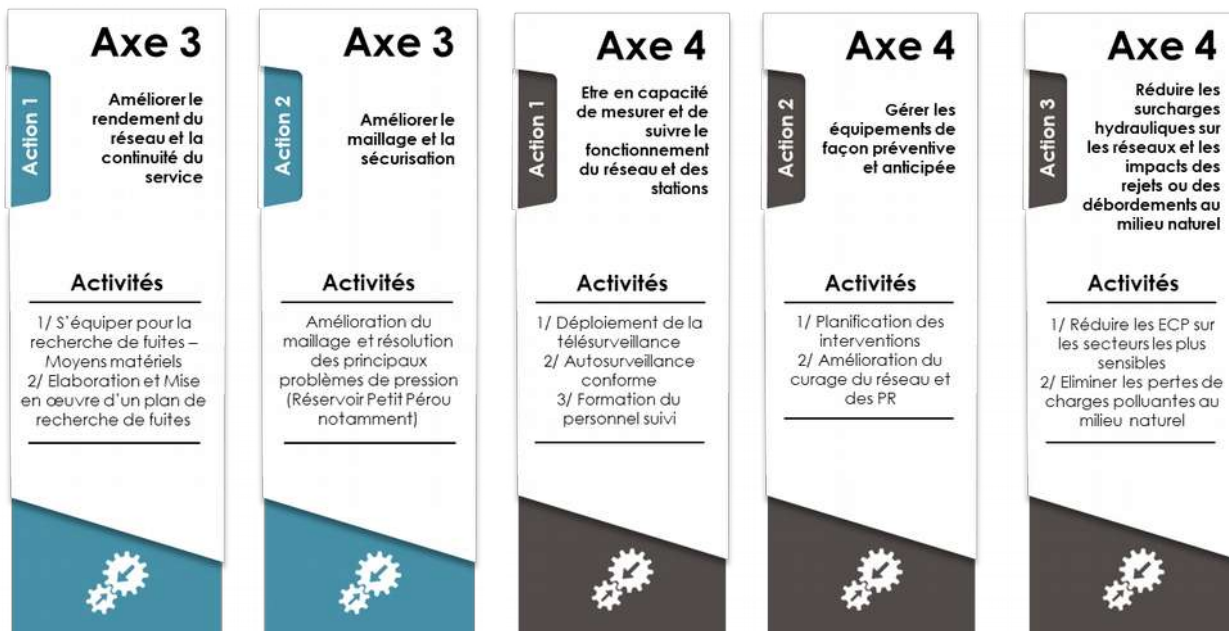 Axe 3
Action 1
Améliorer le
rendement du
réseau et la
continuité du
service
Activités
1/ S'équiper pour la
recherche de fuites –
Moyens matériels
2/ Elaboration et Mise
en œuvre d'un plan de
recherche de fuites
Axe 3
Action 2
Améliorer le
maillage et la
sécurisation
Activités
Amélioration du
maillage et résolution
des principaux
problèmes de pression
(Réservoir Petit Pérou
notamment)
Axe 4
Action 1
Etre en capacité
de mesurer et de
suivre le
fonctionnement
du réseau et des
stations
Activités
1/ Déploiement de la
télésurveillance
2/ Autosurveillance
conforme
3/ Formation du
personnel suivi
Axe 4
Action 2
Gérer les
équipements de
façon préventive
et anticipée
Activités
1/ Planification des
interventions
2/ Amélioration du
curage du réseau et
des PR
Axe 4
Action 3
Réduire les
surcharges
hydrauliques sur
les réseaux et les
impacts des
rejets ou des
débordements au
milieu naturel
Activités
1/ Réduire les ECP sur
les secteurs les plus
sensibles
2/ Eliminer les pertes de
charges polluantes au
milieu naturel